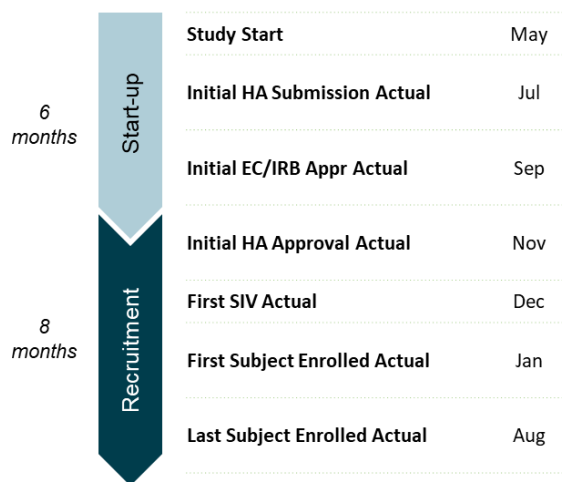 Study Start May
Initial HA Submission Actual Jul
6
months
Start-up
Initial EC/IRB Appr Actual Sep
Initial HA Approval Actual Nov
First SIV Actual Dec
8
months
Recruitment
First Subject Enrolled Actual Jan
Last Subject Enrolled Actual Aug